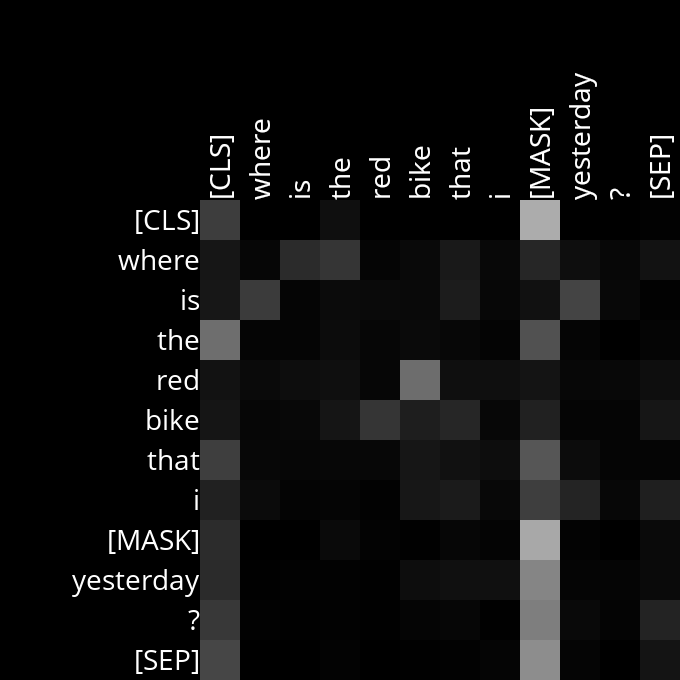 [CLS]
where
is
the
red
bike
that
i
[MASK]
yesterday
?
[SEP]
[CLS]
where
is
the
red
bike
that
i
[MASK]
yesterday
?
[SEP]